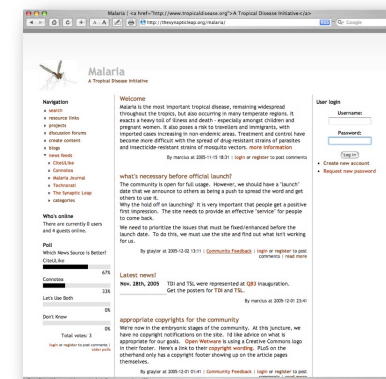 Malaria | <a href="http://www.tropicaldisease.org">A Tropical Disease Initiative</a>
http://thesynapticleap.org/malaria/
RSS
Google
Malaria
A Tropical Disease Initiative
Navigation
search
resource links
projects
discussion forums
create content
blogs
news feeds
CiteULike
Connotea
Malaria Journal
Technorati
The Synaptic Leap
categories
Who's online
There are currently 0 users
and 4 guests online.
Poll
Which News Source is Better?
CiteULike
67%
Connotea
33%
Let's Use Both
0%
Don't Know
0%
Total votes: 3
login or register to post comments |
older polls
Welcome
Malaria is the most important tropical disease, remaining widespread
throughout the tropics, but also occurring in many temperate regions. It
exacts a heavy toll of illness and death - especially amongst children and
pregnant women. It also poses a risk to travellers and immigrants, with
imported cases increasing in non-endemic areas. Treatment and control have
become more difficult with the spread of drug-resistant strains of parasites
and insecticide-resistant strains of mosquito vectors. more information
By marcius at 2005-11-15 18:31 | login or register to post comments
what's necessary before official launch?
The community is open for full usage. However, we should have a "launch"
date that we announce to others as being a push to spread the word and get
others to use it.
Why the hold off on launching? It is very important that people get a positive
first impression. The site needs to provide an effective "service" for people
to come back.
We need to prioritize the issues that must be fixed/enhanced before the
launch date. To do this, we must use the site and find out what isn't working
for us.
By gtaylor at 2005-12-02 13:11 | Community Feedback | login or register to post
comments | read more
Latest news!
Nov. 28th, 2005 TDI and TSL were represented at QB3 inauguration.
Get the posters for TDI and TSL.
By marcius at 2005-12-01 23:41
appropriate copyrights for the community
We're now in the embryonic stages of the community. At this juncture, we
have no copyright notifications on the site. I'd like advice on what is
appropriate for our goals. Open Wetware is using a Creative Commons logo
in their footer. Here's a link to their copyright wording. PLoS on the
otherhand only has a copyright footer showing up on the article pages
themselves.
By gtaylor at 2005-12-01 01:41 | Community Feedback | login or register to post
comments | read more
User login
Username:
Password:
Log in
Create new account
Request new password